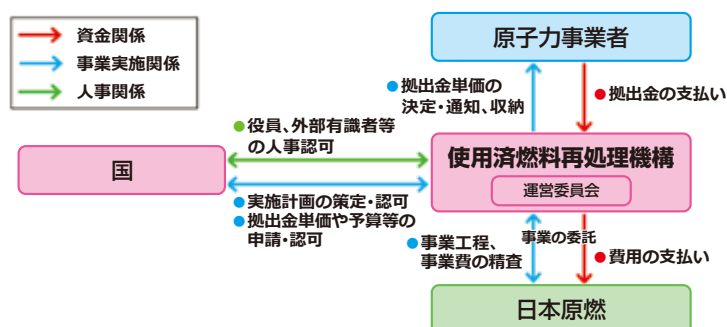 資金関係
事業実施関係
人事関係
原子力事業者
●拠出金単価の
決定・通知、収納
●拠出金の支払い
●役員、外部有識者等
の人事認可
国
使用済燃料再処理機構
運営委員会
●実施計画の策定・認可
●拠出金単価や予算等の
申請・認可
●事業工程、
事業費の精査
事業の委託
●費用の支払い
日本原燃